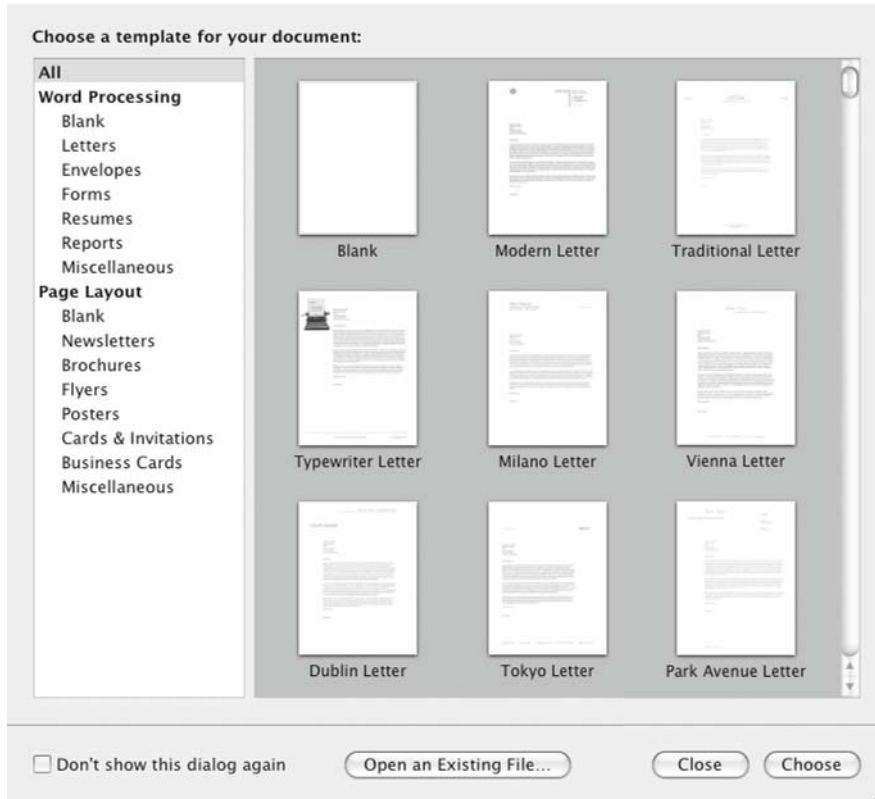 Choose a template for your document:
All
Word Processing
Blank
Letters
Envelopes
Forms
Resumes
Reports
Miscellaneous
Page Layout
Blank
Newsletters
Brochures
Flyers
Posters
Cards & Invitations
Business Cards
Miscellaneous
Blank
Modern Letter
Traditional Letter
Typewriter Letter
Milano Letter
Vienna Letter
Dublin Letter
Tokyo Letter
Park Avenue Letter
Don't show this dialog again
Open an Existing File...
Close
Choose